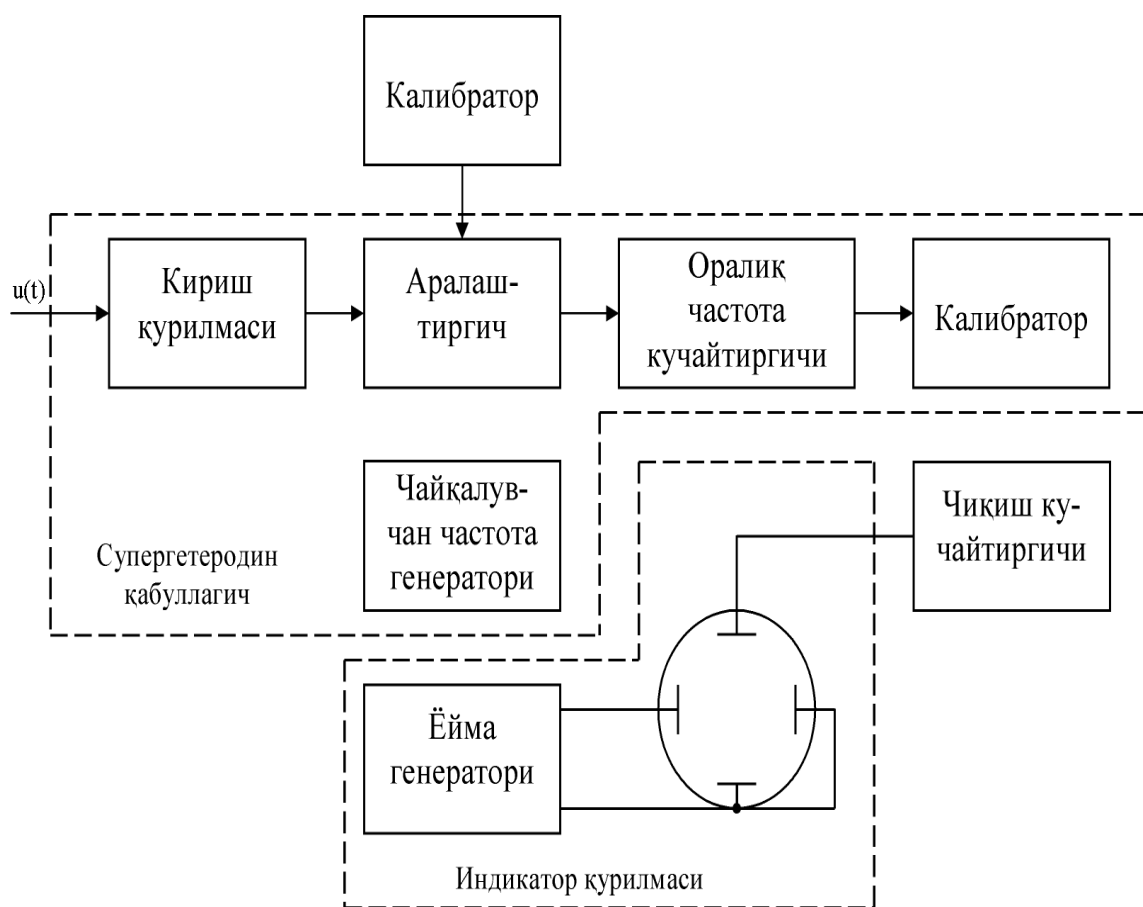 Калибратор
u(t)
Кириш
қурилмаси
Аралаш-
тиргич
Оралиқ
частота
кучайтиргичи
Калибратор
Супергетеродин
қабуллагич
Чайқалув-
чан частота
генератори
Чиқиш ку-
чайтиргичи
Ёйма
генератори
Индикатор қурилмаси